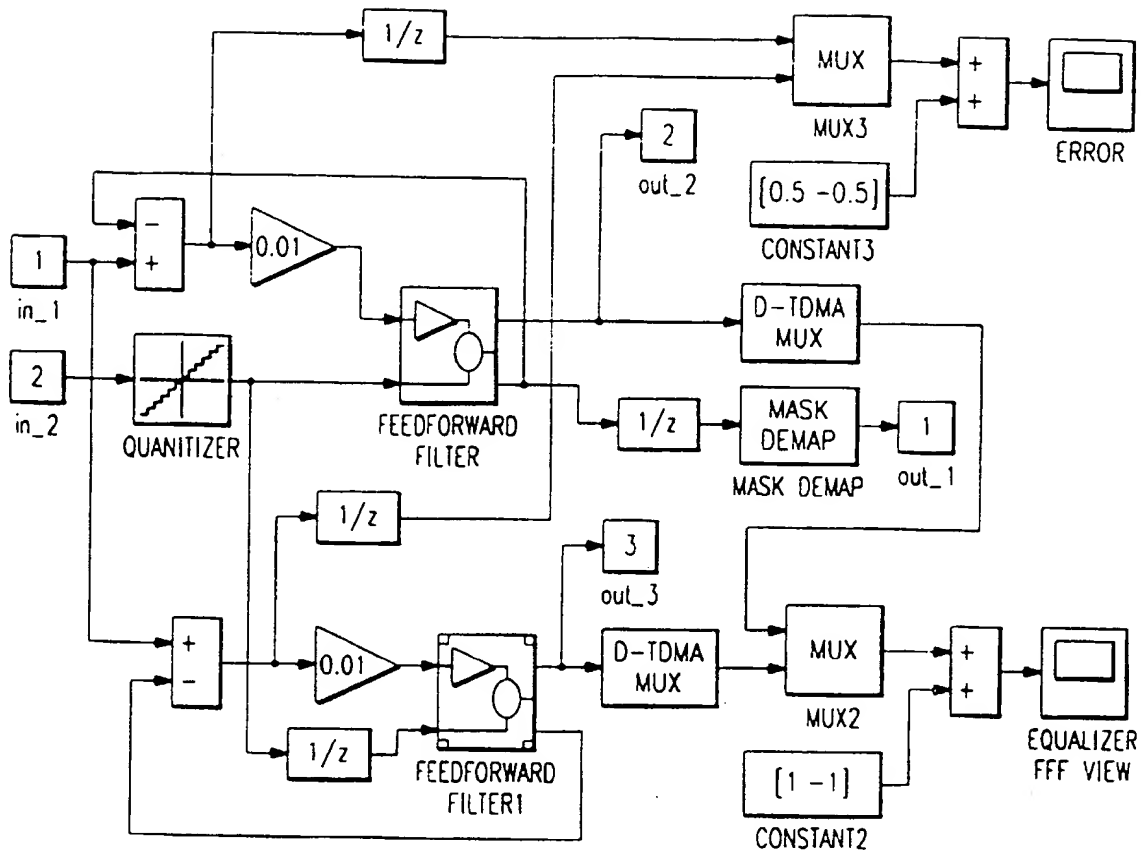 1/z
MUX
MUX3
+
+
ERROR
2
out_2
[0.5 -0.5]
CONSTANT3
-
+
0.01
1
in_1
2
in_2
QUANITIZER
FEEDFORWARD
FILTER
D-TDMA
MUX
1/z
MASK
DEMAP
MASK DEMAP
1
out_1
1/z
3
out_3
+
-
0.01
1/z
FEEDFORWARD
FILTER1
D-TDMA
MUX
MUX
MUX2
+
+
EQUALIZER
FFF VIEW
[1 -1]
CONSTANT2